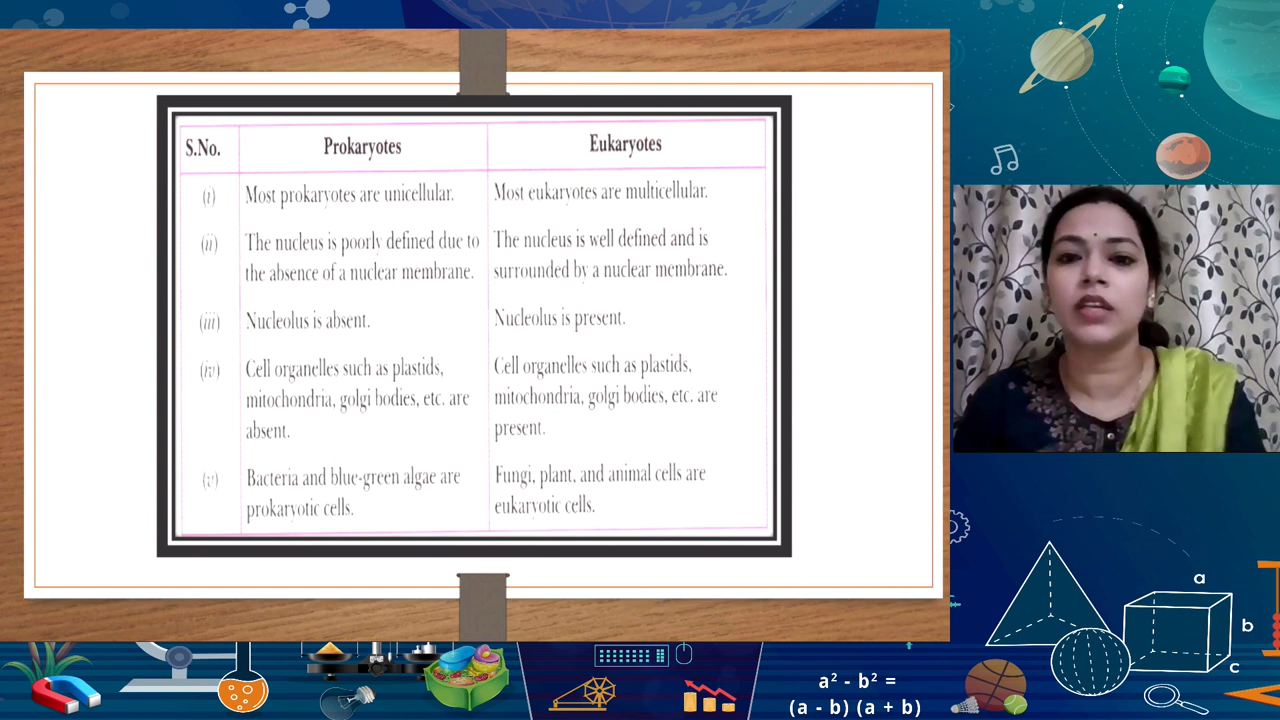 S.No. Prokaryotes Eukaryotes
(i) Most prokaryotes are unicellular. Most eukaryotes are multicellular.
(ii) The nucleus is poorly defined due to The nucleus is well defined and is
the absence of a nuclear membrane. surrounded by a nuclear membrane.
(iii) Nucleolus is absent. Nucleolus is present.
(iv) Cell organelles such as plastids, Cell organelles such as plastids,
mitochondria, golgi bodies, etc. are mitochondria, golgi bodies, etc. are
absent. present.
(v) Bacteria and blue-green algae are Fungi, plant, and animal cells are
prokaryotic cells. eukaryotic cells.
a
b
c
a² - b² =
(a - b) (a + b)